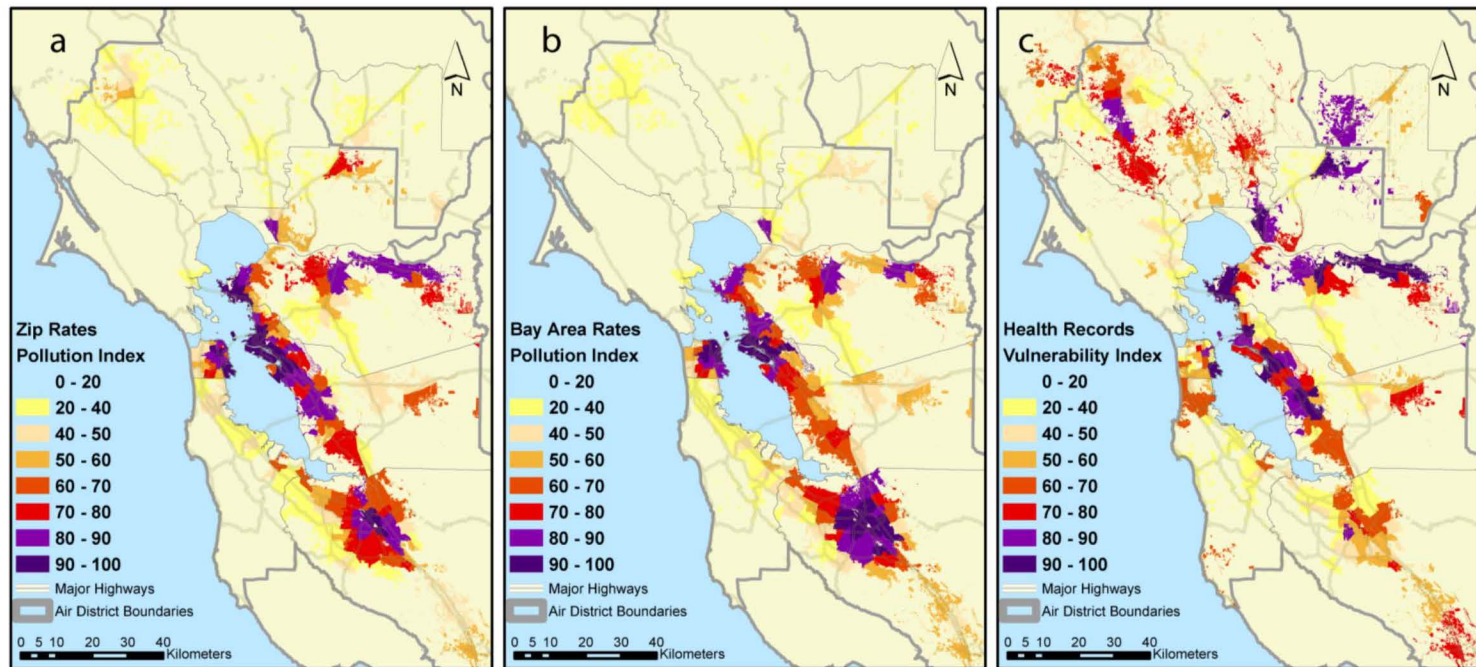 a
N
Zip Rates
Pollution Index
0 - 20
20 - 40
40 - 50
50 - 60
60 - 70
70 - 80
80 - 90
90 - 100
Major Highways
Air District Boundaries
0 5 10 20 30 40
Kilometers
b
N
Bay Area Rates
Pollution Index
0 - 20
20 - 40
40 - 50
50 - 60
60 - 70
70 - 80
80 - 90
90 - 100
Major Highways
Air District Boundaries
0 5 10 20 30 40
Kilometers
c
N
Health Records
Vulnerability Index
0 - 20
20 - 40
40 - 50
50 - 60
60 - 70
70 - 80
80 - 90
90 - 100
Major Highways
Air District Boundaries
0 5 10 20 30 40
Kilometers